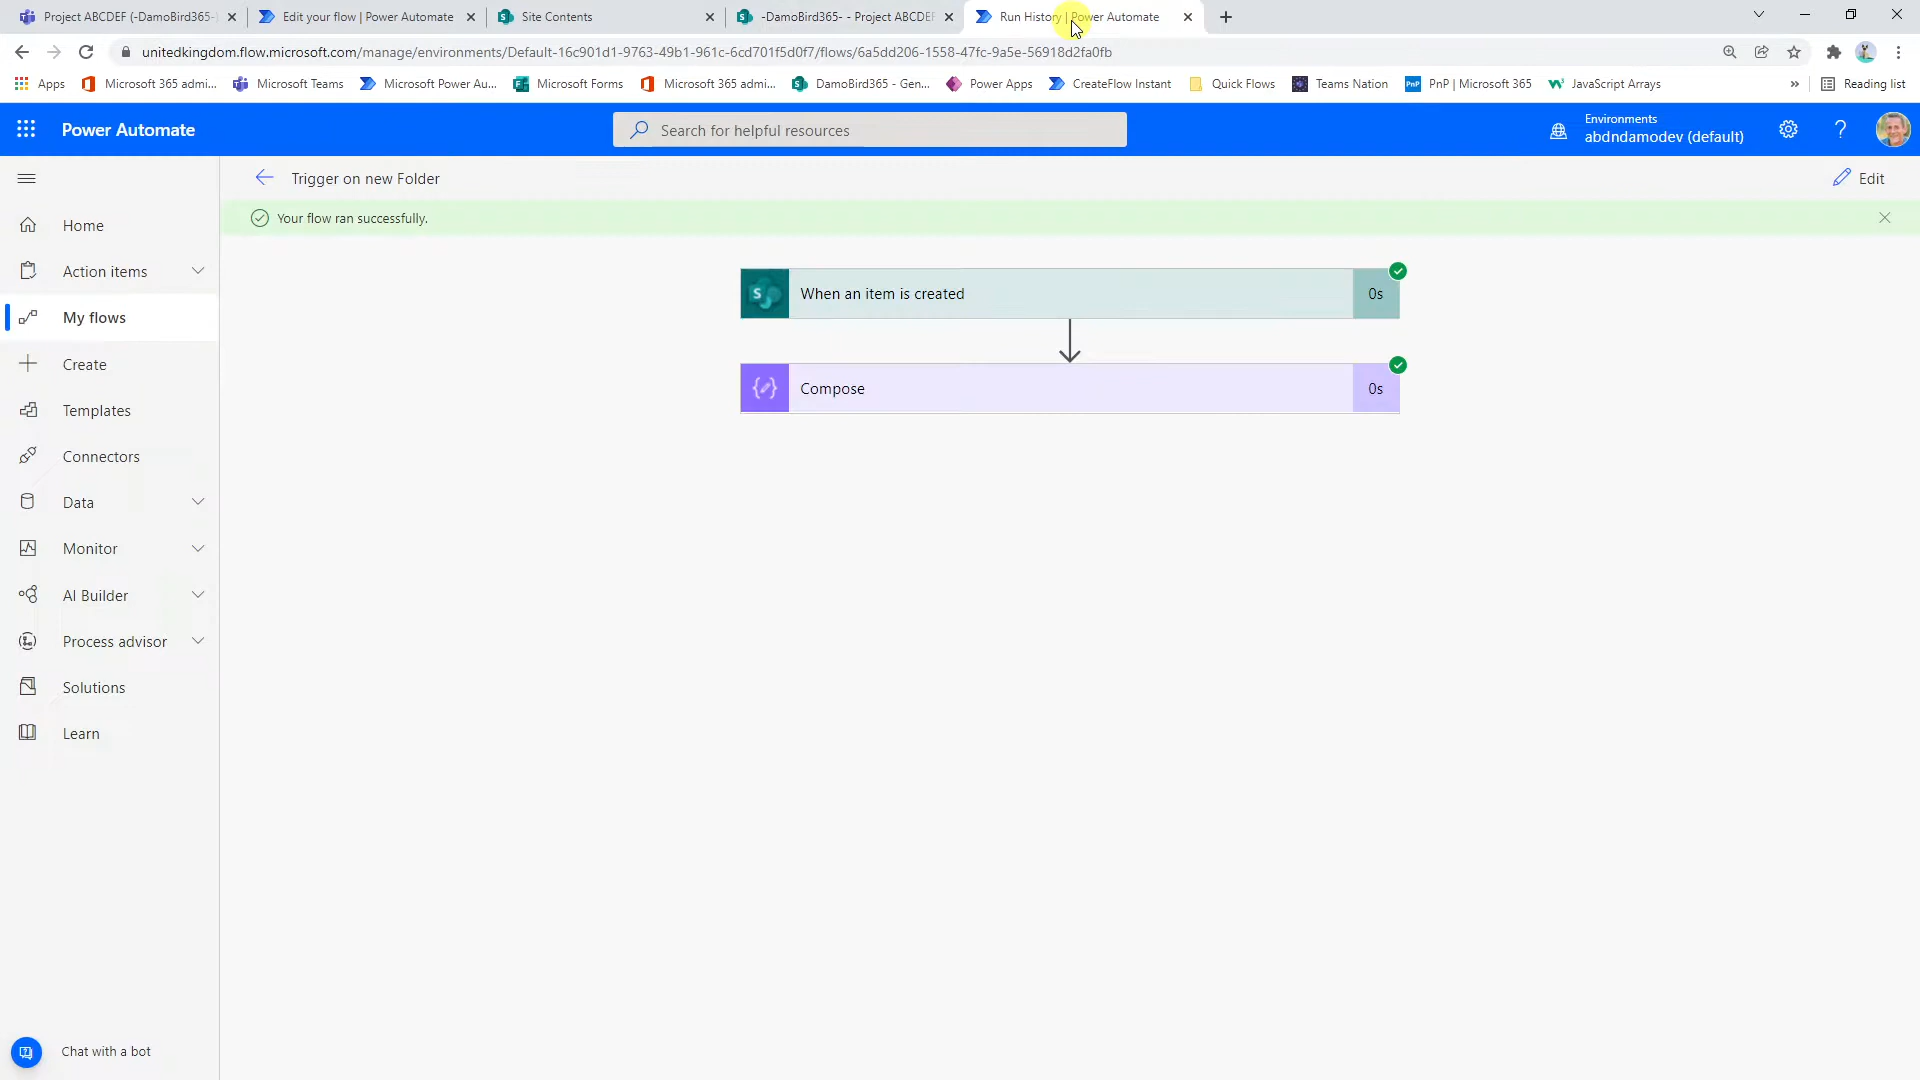 Project ABCDEF (-DamoBird365-)
Edit your flow | Power Automate
Site Contents
-DamoBird365- - Project ABCDEF
Run History | Power Automate
unitedkingdom.flow.microsoft.com/manage/environments/Default-16c901d1-9763-49b1-961c-6cd701f5d0f7/flows/6a5dd206-1558-47fc-9a5e-56918d2fa0fb
Apps
Microsoft 365 admi...
Microsoft Teams
Microsoft Power Au...
Microsoft Forms
Microsoft 365 admi...
DamoBird365 - Gen...
Power Apps
CreateFlow Instant
Quick Flows
Teams Nation
PnP | Microsoft 365
JavaScript Arrays
»
Reading list
Power Automate
Search for helpful resources
Environments
abdndamodev (default)
Trigger on new Folder
Edit
Your flow ran successfully.
Home
Action items
My flows
Create
Templates
Connectors
Data
Monitor
AI Builder
Process advisor
Solutions
Learn
When an item is created
0s
Compose
0s
Chat with a bot